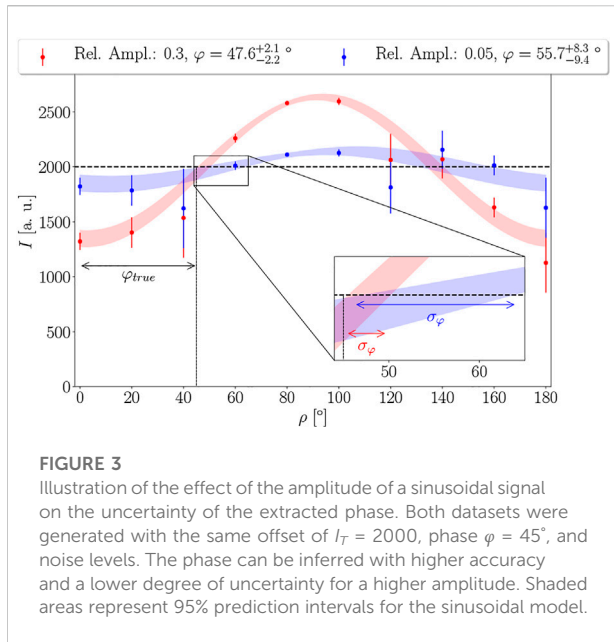 Rel. Ampl.: 0.3, φ = 47.6 +2.1 −2.2 °   Rel. Ampl.: 0.05, φ = 55.7 +8.3 −9.4 °
I [a. u.]
2500
2000
1500
1000
500
0
φtrue
σφ
σφ
50 60
0 20 40 60 80 100 120 140 160 180
ρ [°]
FIGURE 3
Illustration of the effect of the amplitude of a sinusoidal signal
on the uncertainty of the extracted phase. Both datasets were
generated with the same offset of IT = 2000, phase φ = 45°, and
noise levels. The phase can be inferred with higher accuracy
and a lower degree of uncertainty for a higher amplitude. Shaded
areas represent 95% prediction intervals for the sinusoidal model.